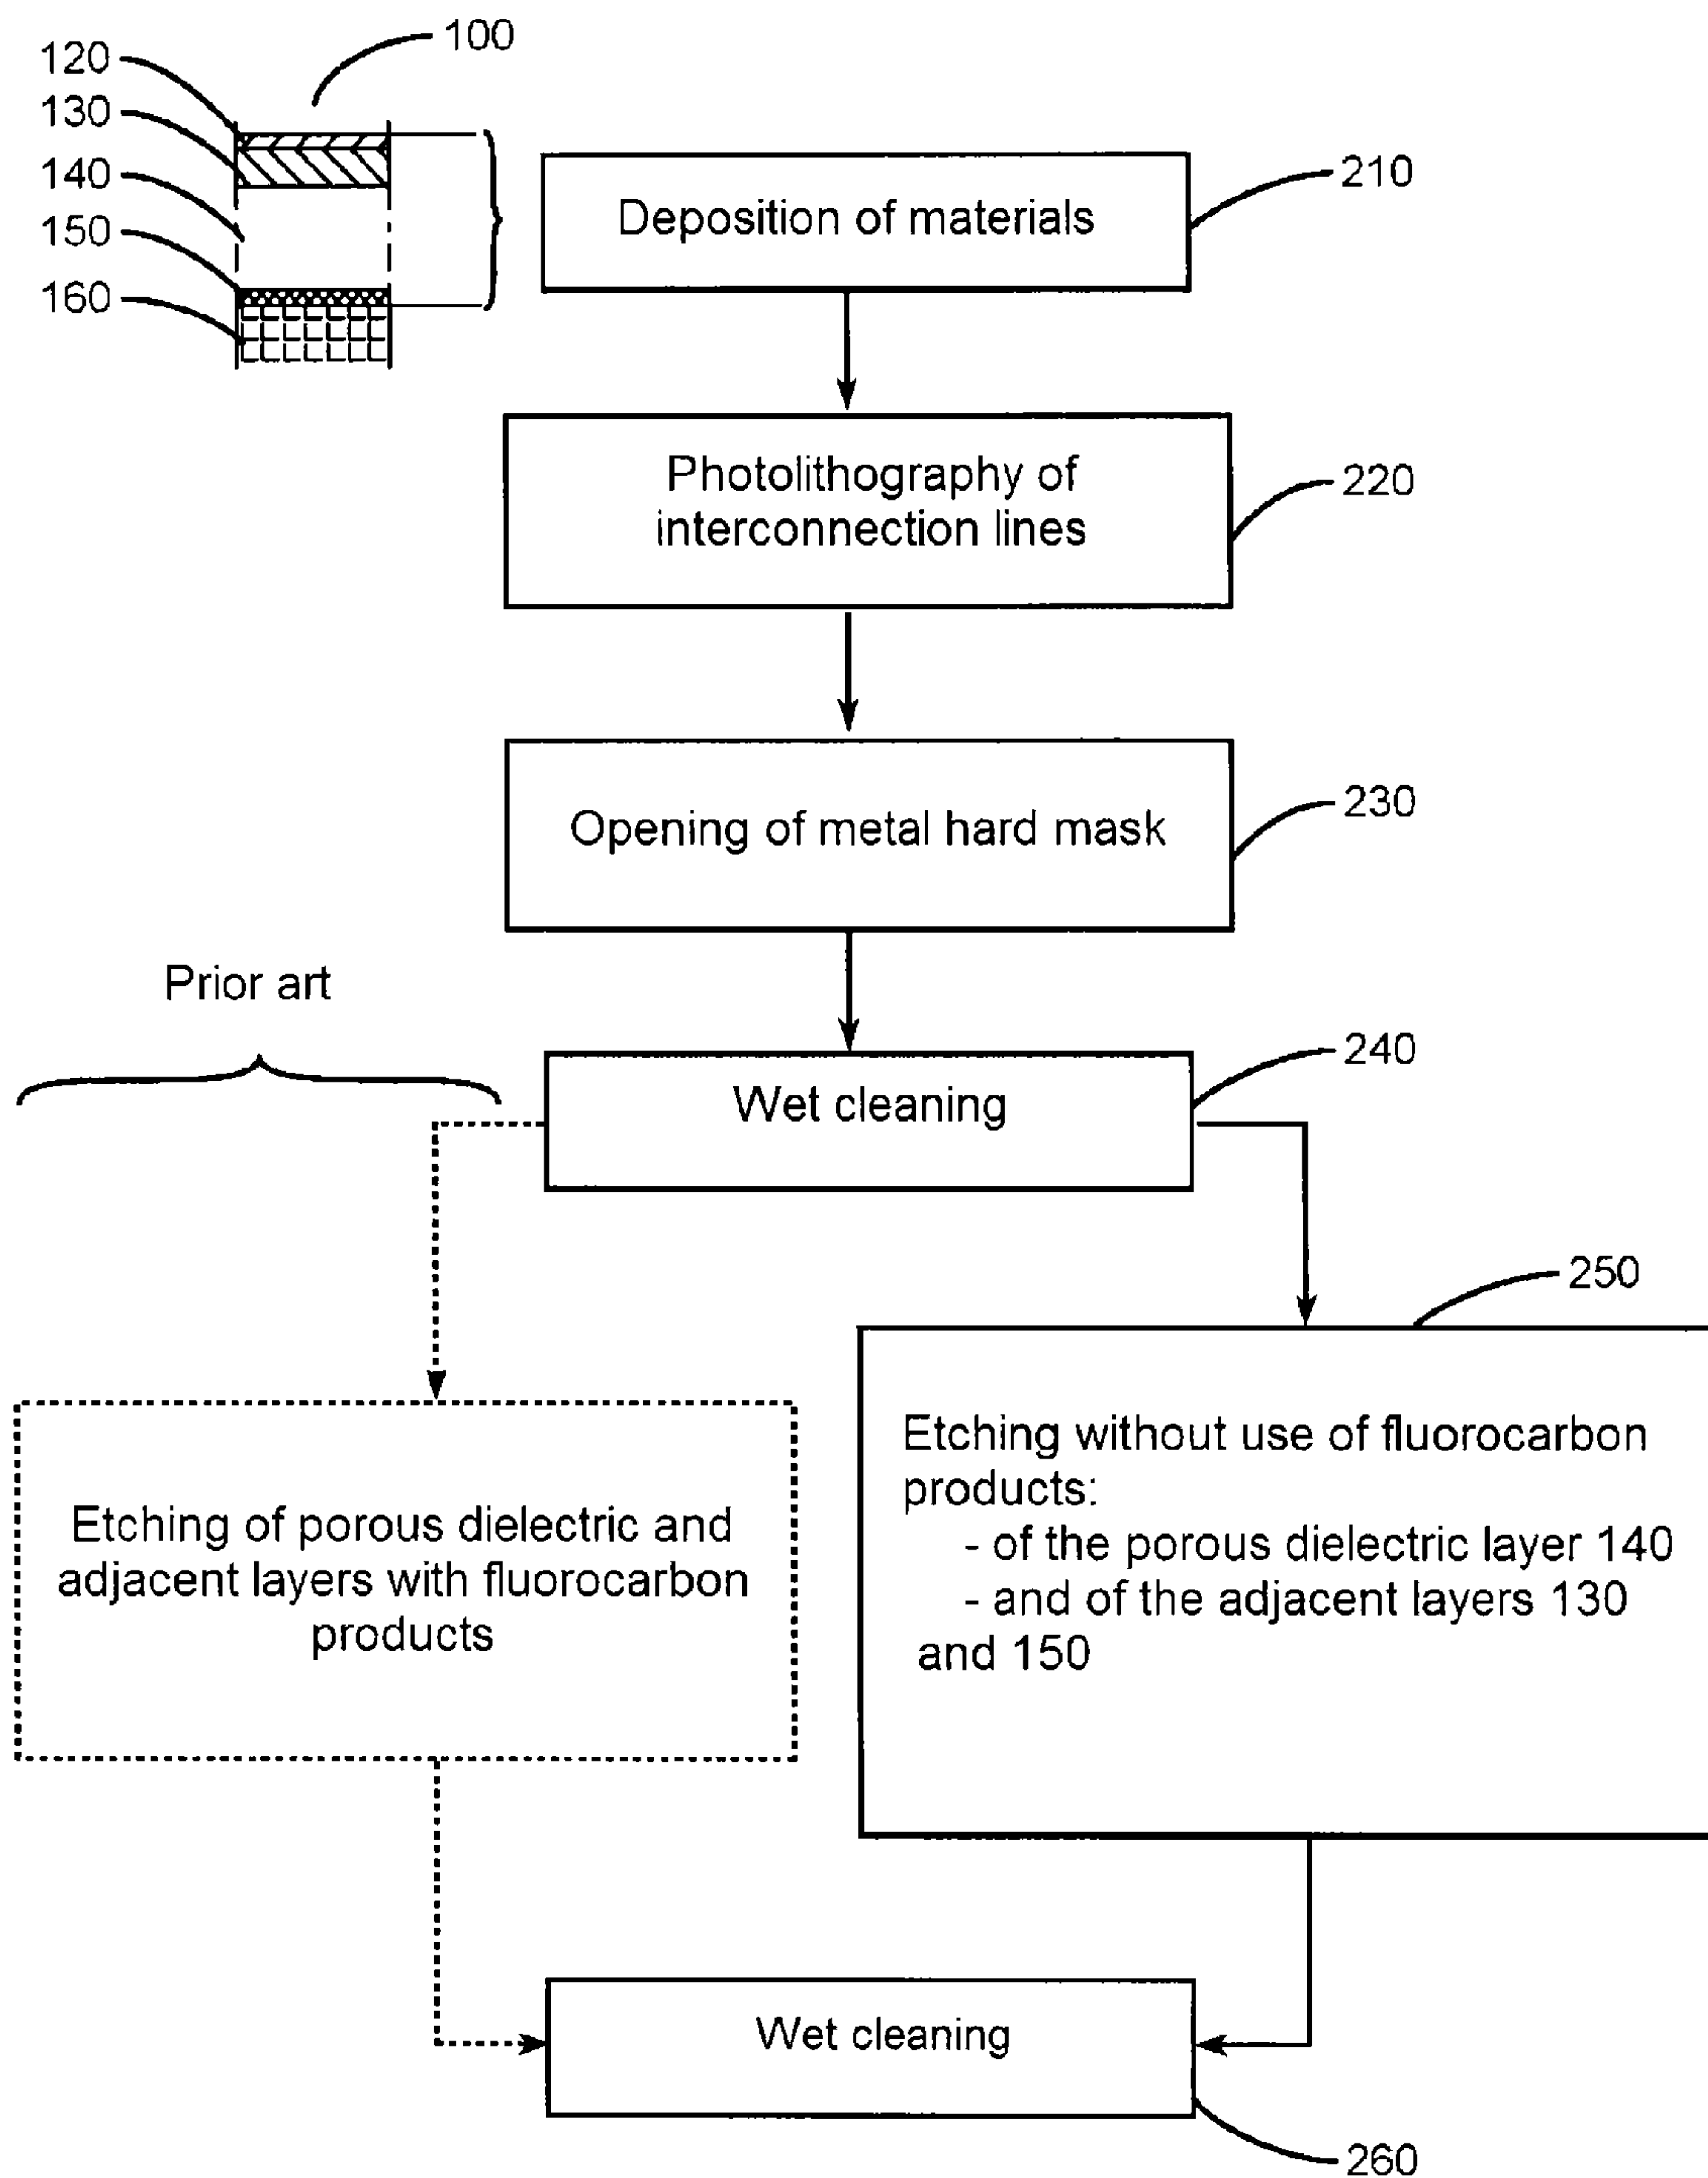 100
120
130
140
150
160
Deposition of materials
210
Photolithography of
interconnection lines
220
Opening of metal hard mask
230
Prior art
Wet cleaning
240
250
Etching of porous dielectric and
adjacent layers with fluorocarbon
products
Etching without use of fluorocarbon
products:
- of the porous dielectric layer 140
- and of the adjacent layers 130
and 150
Wet cleaning
260